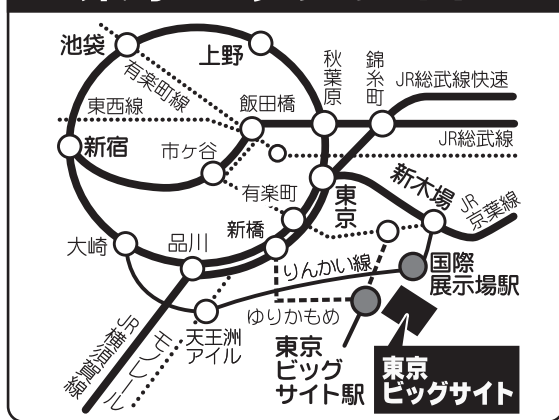 池袋
上野
秋葉原
錦糸町
JR総武線快速
有楽町線
東西線
飯田橋
JR総武線
新宿
市ケ谷
有楽町
東京
新木場
JR
京葉線
大崎
品川
新橋
りんかい線
国際
展示場駅
ゆりかもめ
天王洲
アイル
JR横須賀線
モノレール
東京
ビッグ
サイト駅
東京
ビッグサイト